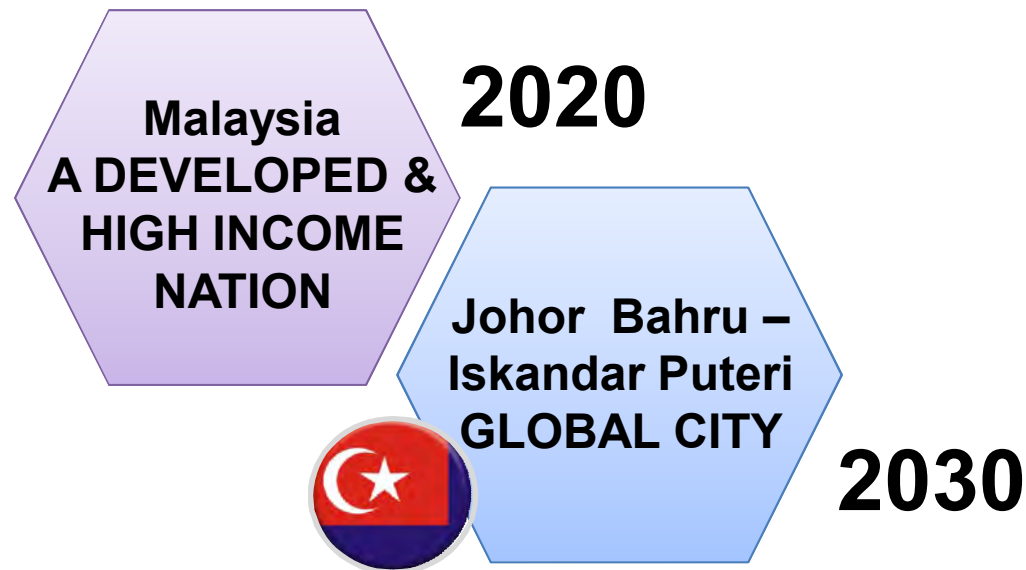 Malaysia
A DEVELOPED &
HIGH INCOME
NATION
2020
Johor Bahru –
Iskandar Puteri
GLOBAL CITY
2030